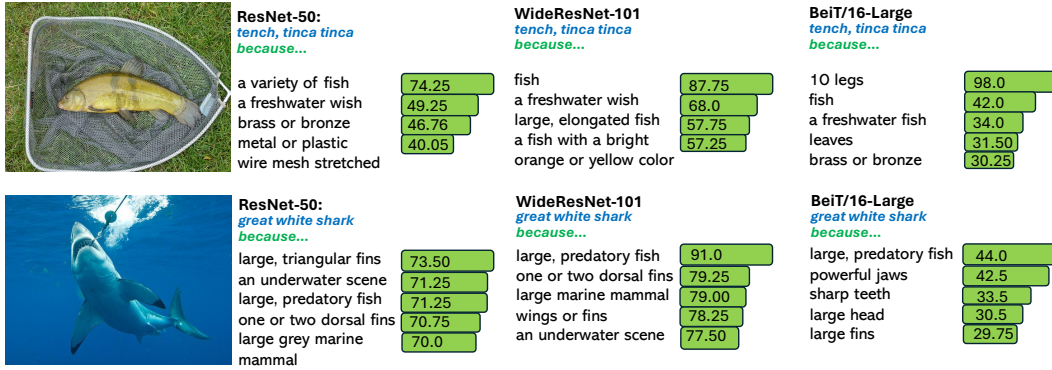 ResNet-50:
tench, tinca tinca
because...
a variety of fish 74.25
a freshwater wish 49.25
brass or bronze 46.76
metal or plastic 40.05
wire mesh stretched
WideResNet-101
tench, tinca tinca
because...
fish 87.75
a freshwater wish 68.0
large, elongated fish 57.75
a fish with a bright 57.25
orange or yellow color
BeiT/16-Large
tench, tinca tinca
because...
10 legs 98.0
fish 42.0
a freshwater fish 34.0
leaves 31.50
brass or bronze 30.25
ResNet-50:
great white shark
because...
large, triangular fins 73.50
an underwater scene 71.25
large, predatory fish 71.25
one or two dorsal fins 70.75
large grey marine 70.0
mammal
WideResNet-101
great white shark
because...
large, predatory fish 91.0
one or two dorsal fins 79.25
large marine mammal 79.00
wings or fins 78.25
an underwater scene 77.50
BeiT/16-Large
great white shark
because...
large, predatory fish 44.0
powerful jaws 42.5
sharp teeth 33.5
large head 30.5
large fins 29.75